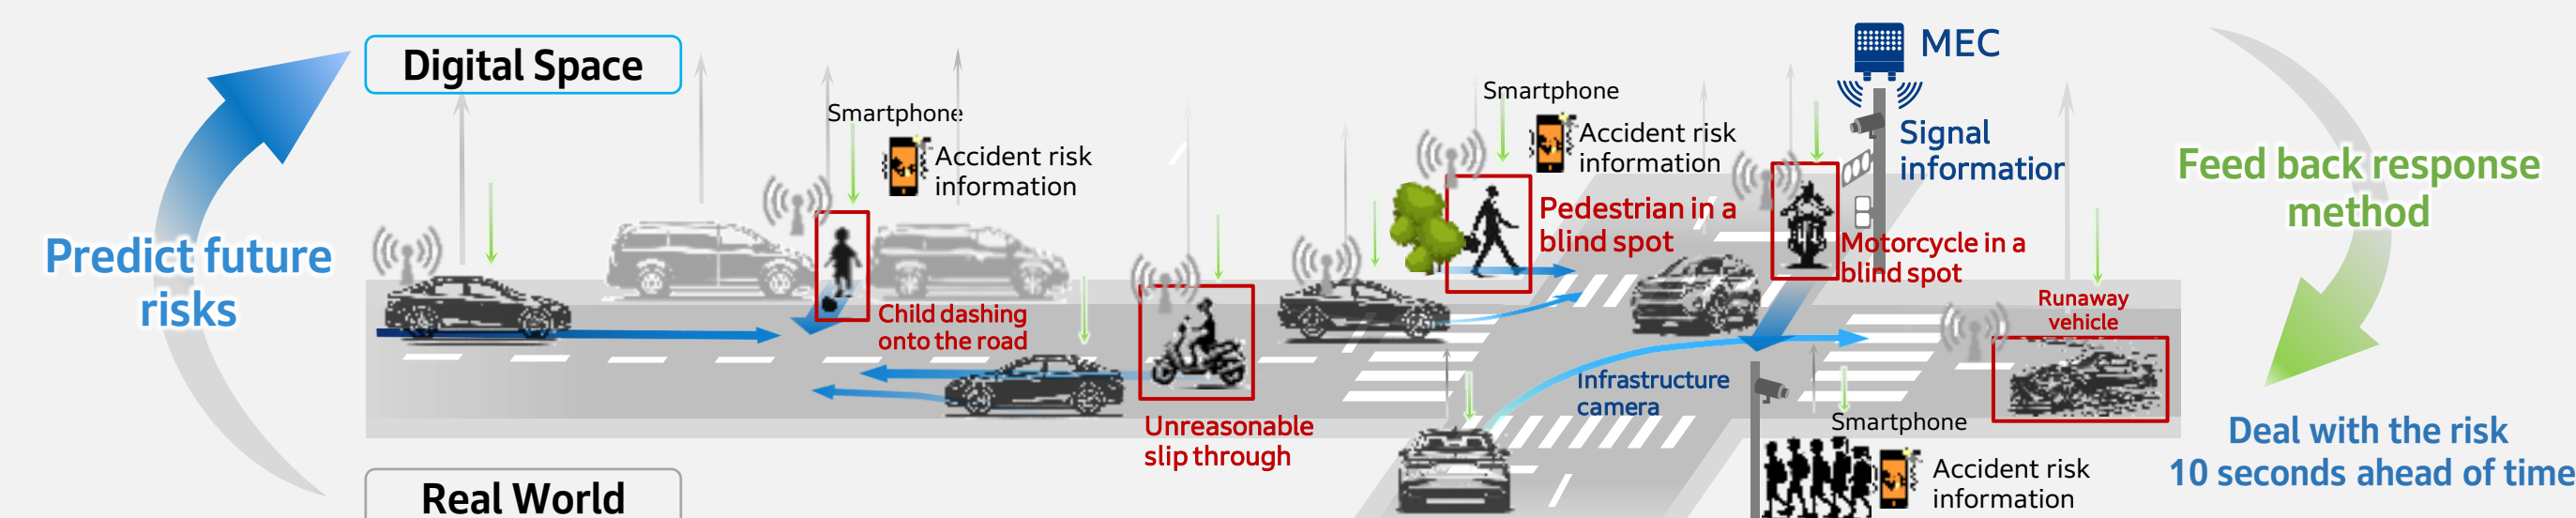 Digital Space
MEC
Smartphone
Accident risk
information
Smartphone
Accident risk
information
Signal
information
Feed back response
method
Predict future
risks
Pedestrian in a
blind spot
Motorcycle in a
blind spot
Child dashing
onto the road
Runaway
vehicle
Infrastructure
camera
Unreasonable
slip through
Smartphone
Accident risk
information
Deal with the risk
10 seconds ahead of time
Real World